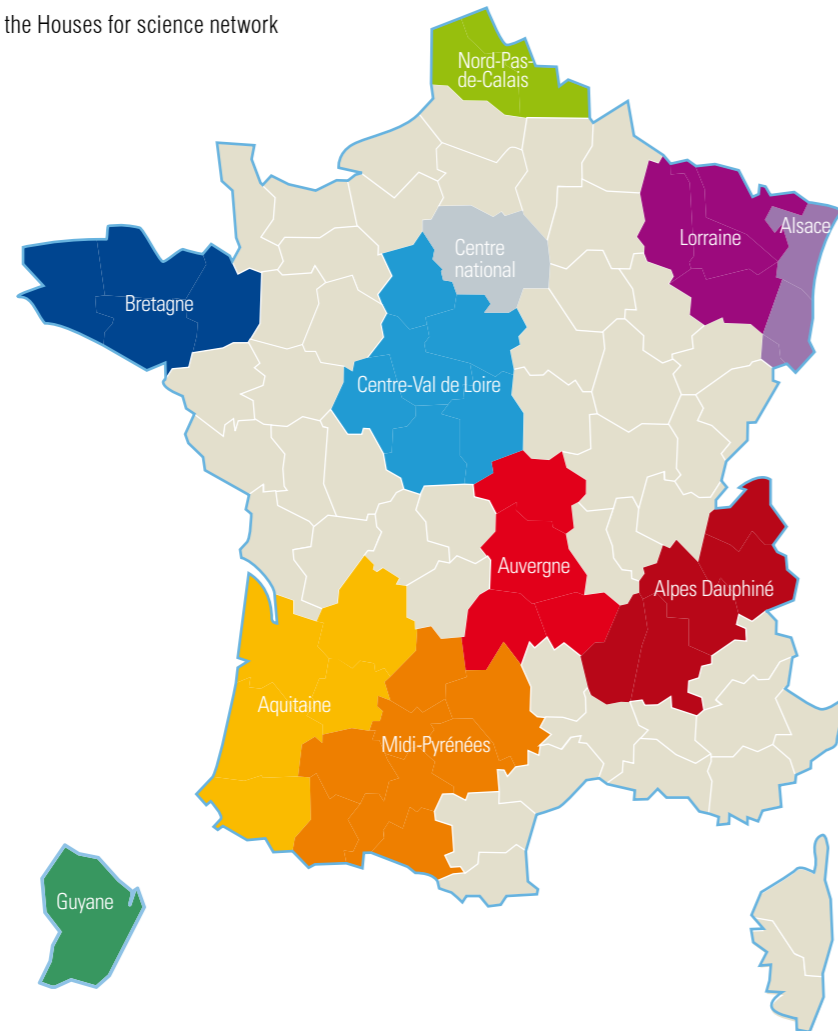 the Houses for science network
Nord-Pas-
de-Calais
Lorraine
Alsace
Centre
national
Bretagne
Centre-Val de Loire
Auvergne
Alpes Dauphiné
Aquitaine
Midi-Pyrénées
Guyane